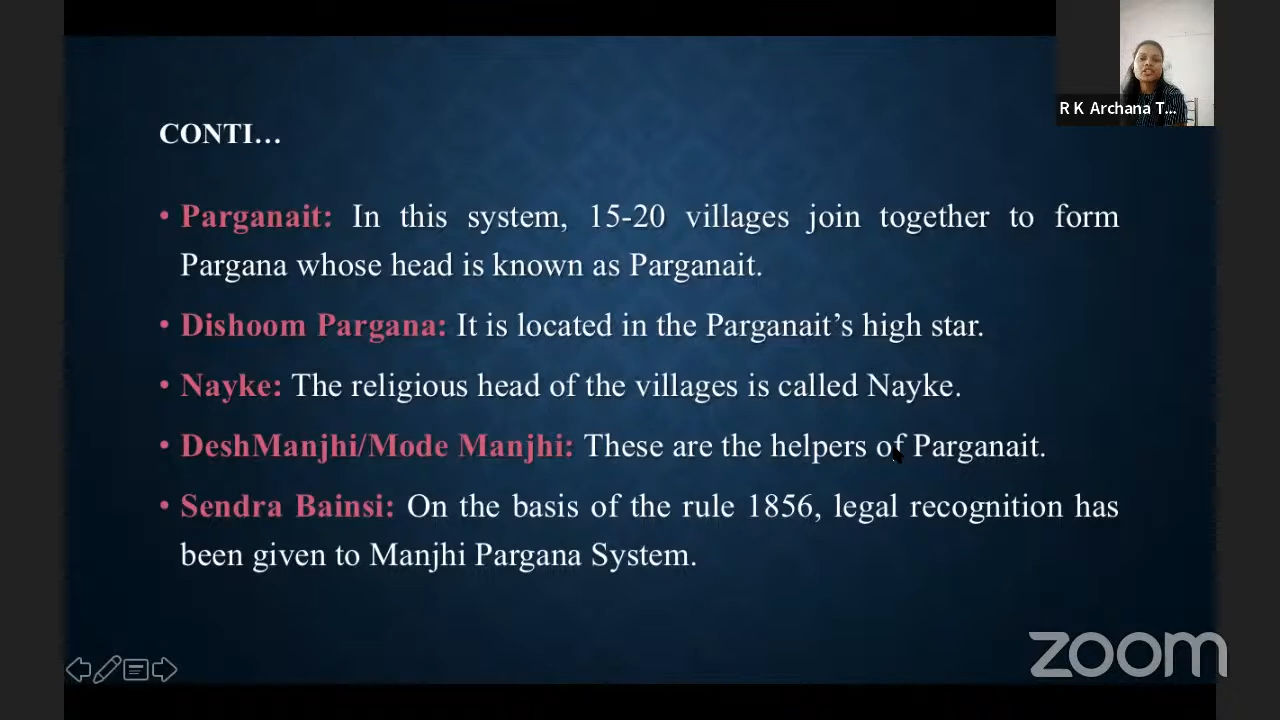 R K Archana T...
CONTI...
• Parganait: In this system, 15-20 villages join together to form
Pargana whose head is known as Parganait.
• Dishoom Pargana: It is located in the Parganait's high star.
• Nayke: The religious head of the villages is called Nayke.
• DeshManjhi/Mode Manjhi: These are the helpers of Parganait.
• Sendra Bainsi: On the basis of the rule 1856, legal recognition has
been given to Manjhi Pargana System.
zoom